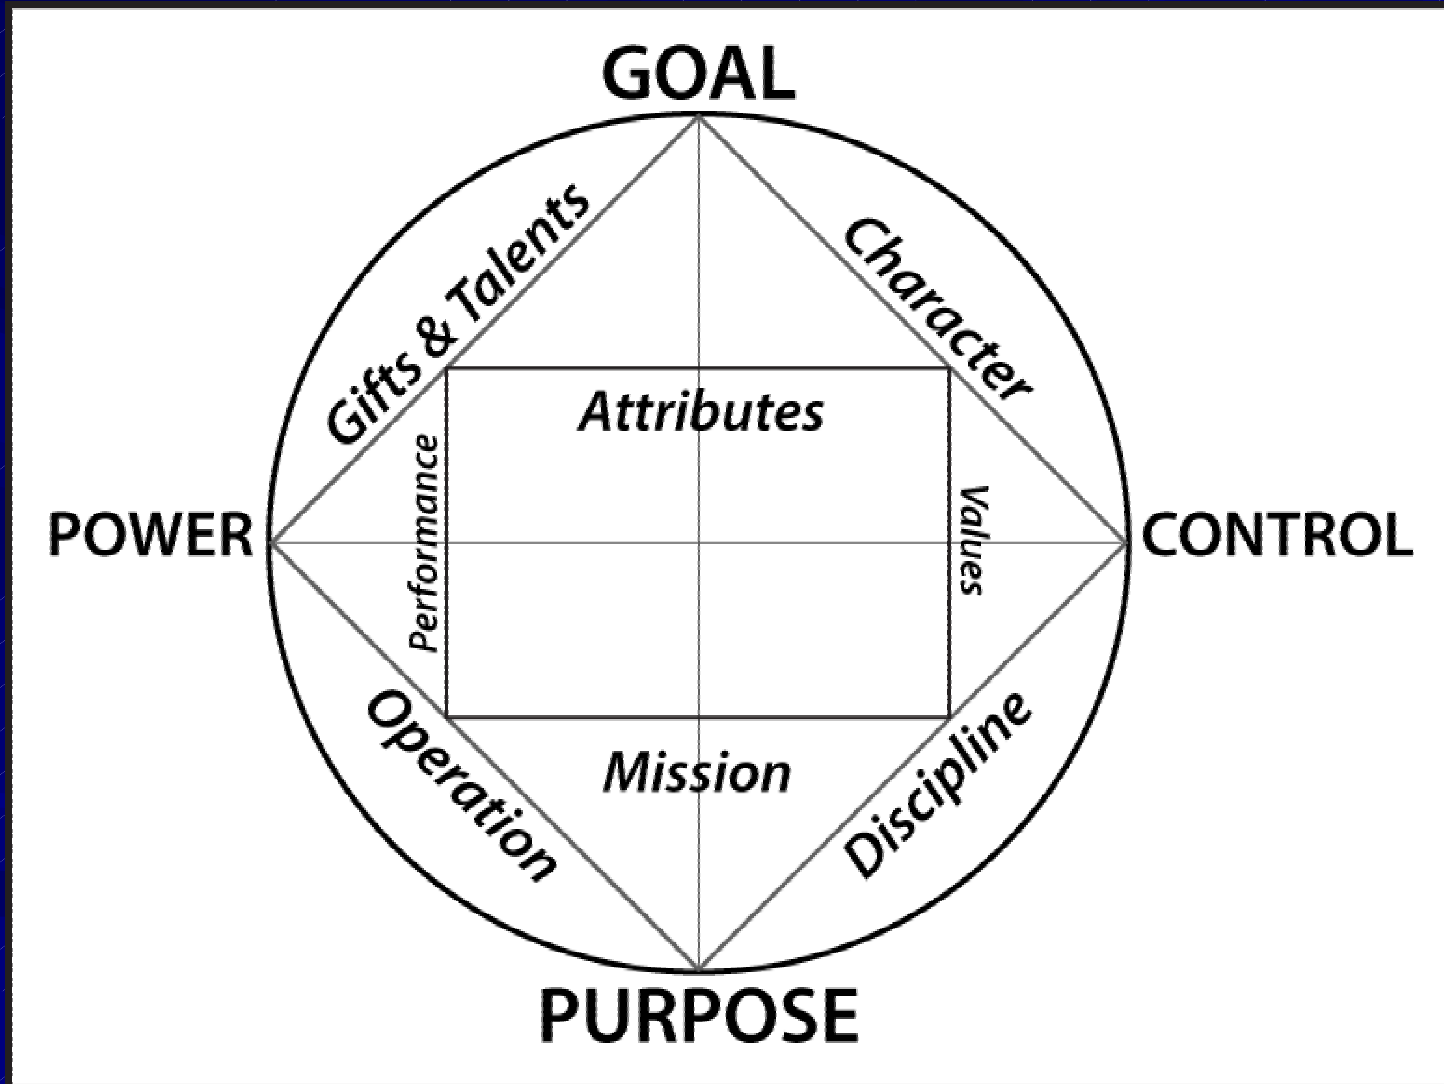 GOAL
Gifts & Talents
Character
Attributes
Performance
Values
POWER
CONTROL
Operation
Mission
Discipline
PURPOSE